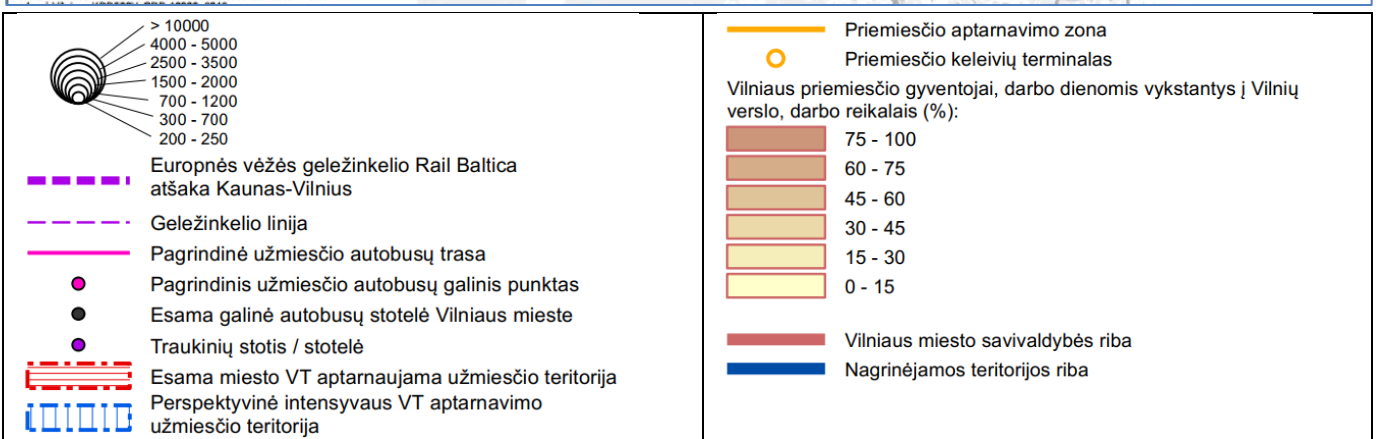 > 10000
4000 - 5000
2500 - 3500
1500 - 2000
700 - 1200
300 - 700
200 - 250
Europnės vėžės geležinkelio Rail Baltica
atšaka Kaunas-Vilnius
Geležinkelio linija
Pagrindinė užmiesčio autobusų trasa
Pagrindinis užmiesčio autobusų galinis punktas
Esama galinė autobusų stotelė Vilniaus mieste
Traukinių stotis / stotelė
Esama miesto VT aptarnaujama užmiesčio teritorija
Perspektyvinė intensyvaus VT aptarnavimo
užmiesčio teritorija
Priemiesčio aptarnavimo zona
Priemiesčio keleivių terminalas
Vilniaus priemiesčio gyventojai, darbo dienomis vykstantys į Vilnių
verslo, darbo reikalais (%):
75 - 100
60 - 75
45 - 60
30 - 45
15 - 30
0 - 15
Vilniaus miesto savivaldybės riba
Nagrinėjamos teritorijos riba